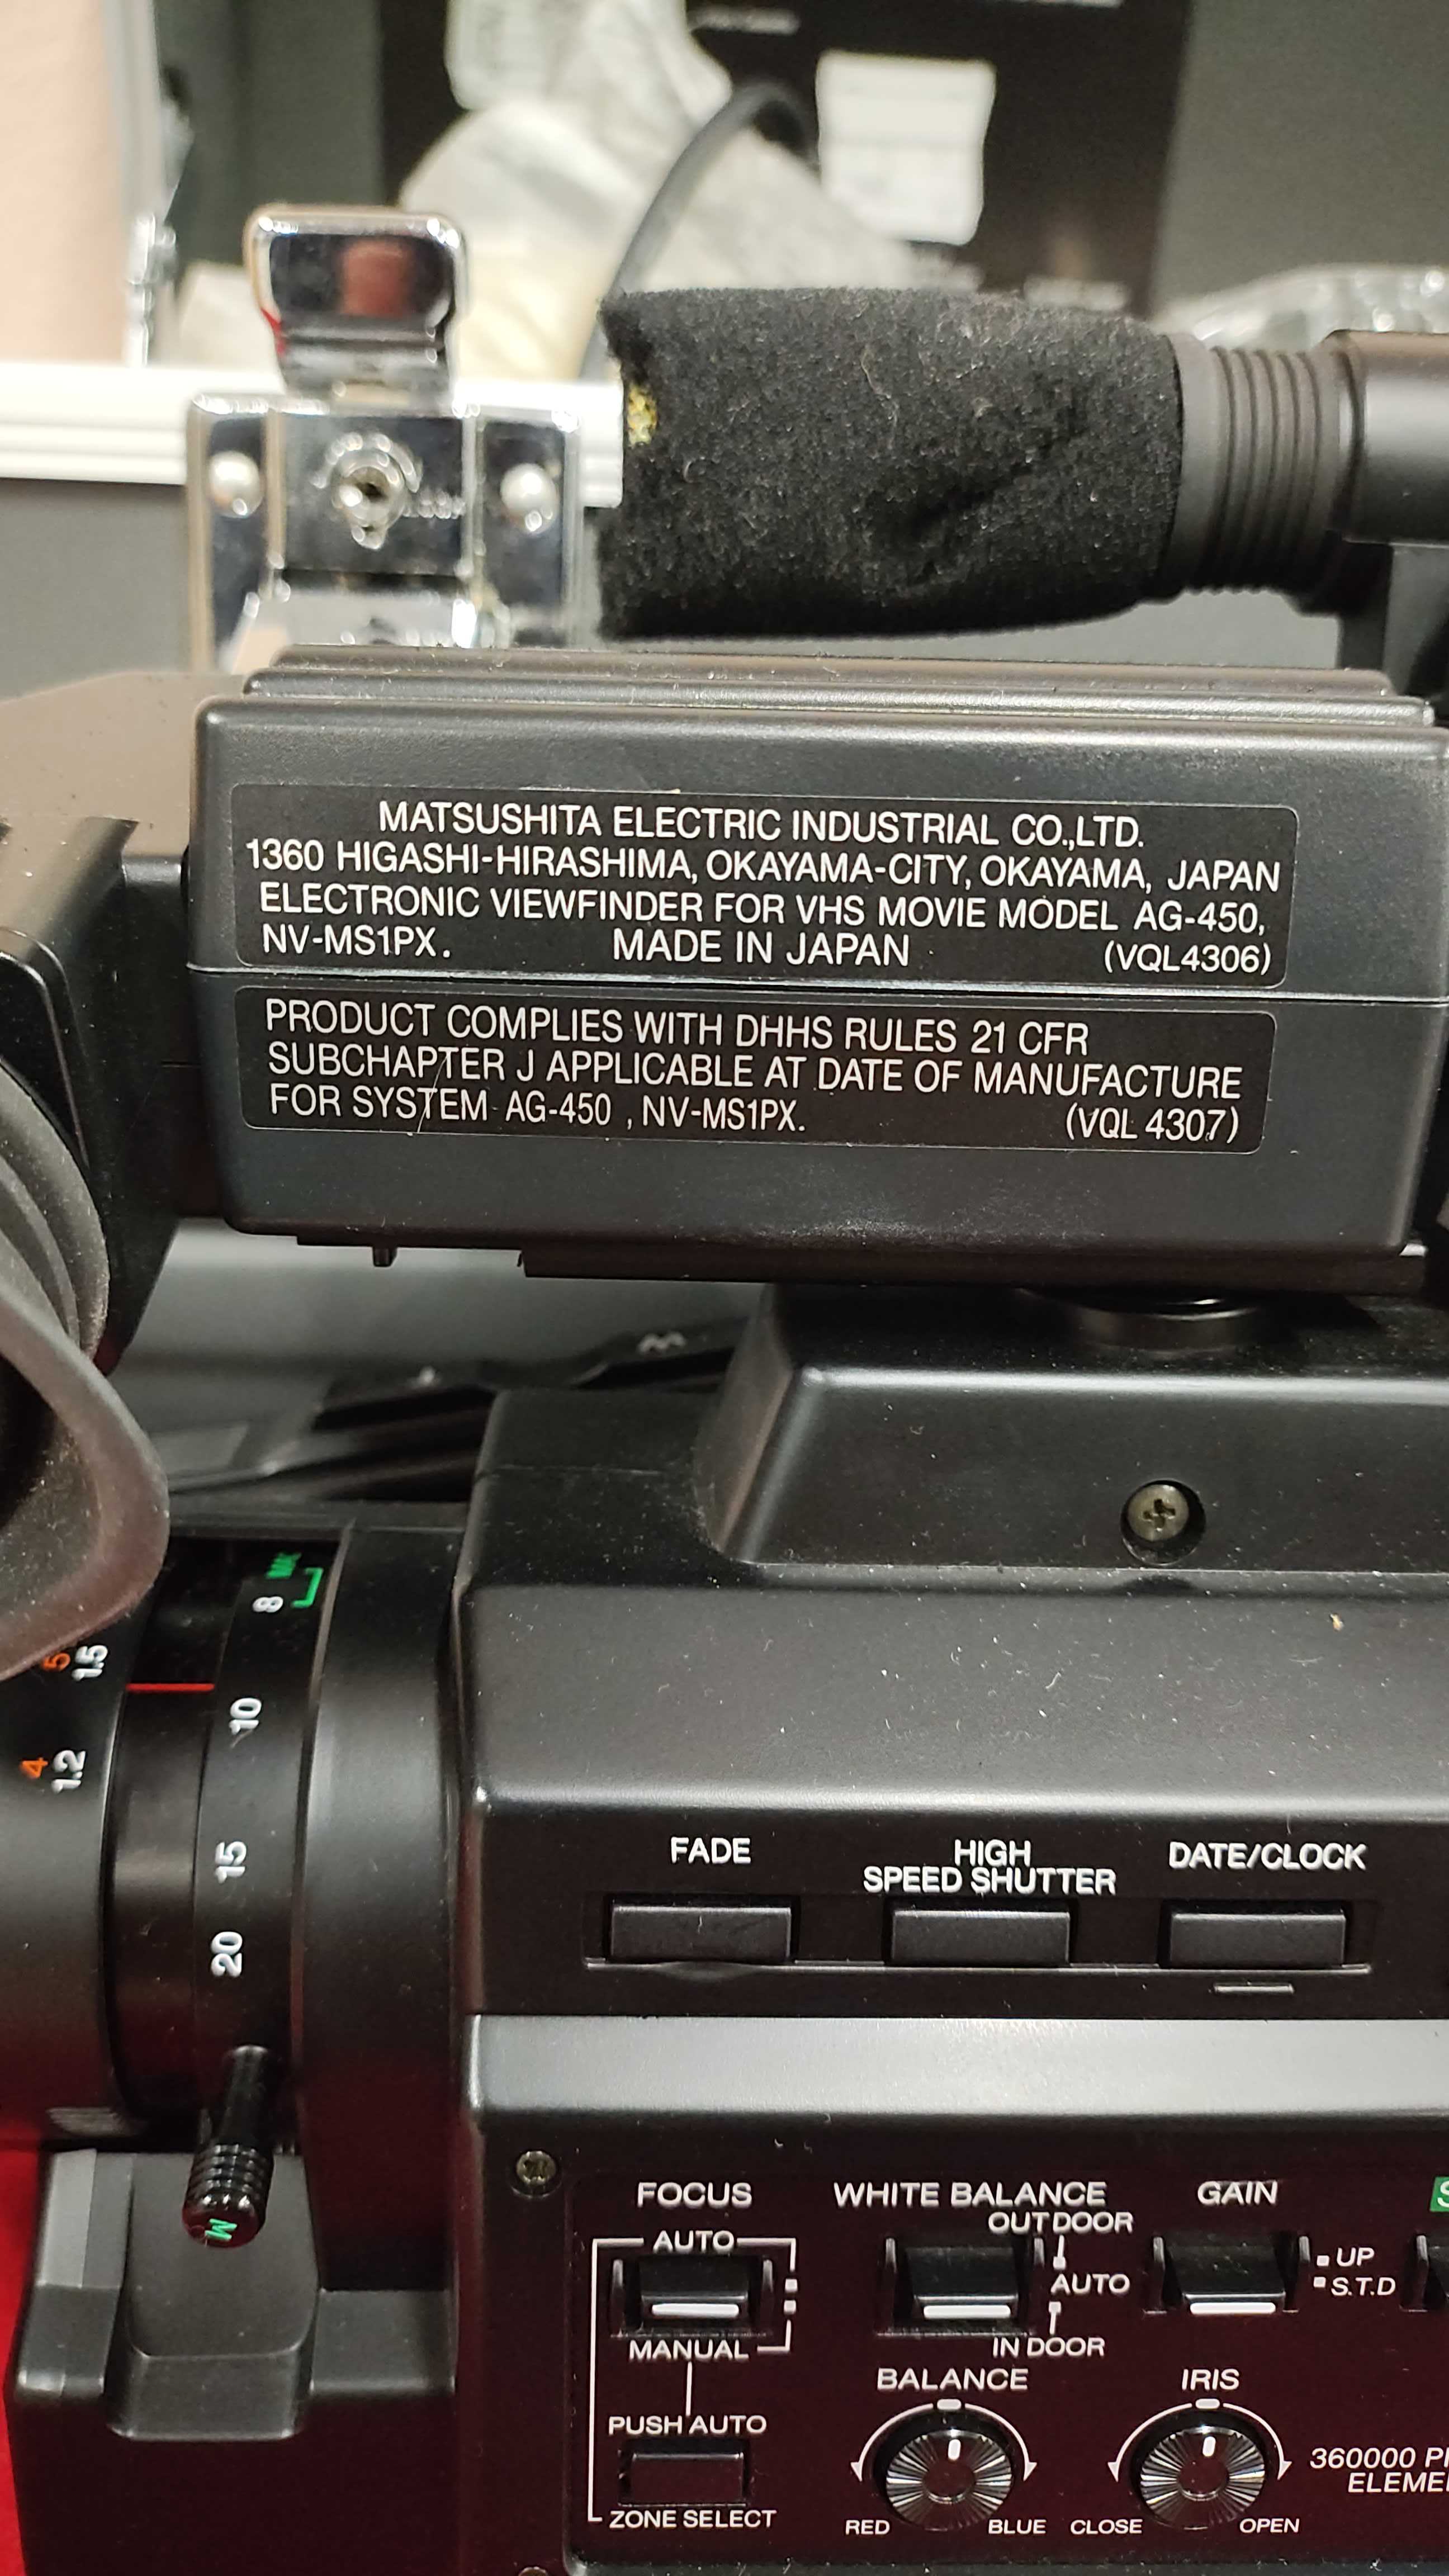 MATSUSHITA ELECTRIC INDUSTRIAL CO.,LTD.
1360 HIGASHI-HIRASHIMA, OKAYAMA-CITY, OKAYAMA, JAPAN
ELECTRONIC VIEWFINDER FOR VHS MOVIE MODEL AG-450,
NV-MS1PX. MADE IN JAPAN (VQL4306)
PRODUCT COMPLIES WITH DHHS RULES 21 CFR
SUBCHAPTER J APPLICABLE AT DATE OF MANUFACTURE
FOR SYSTEM AG-450 , NV-MS1PX. (VQL 4307)
W
8
5
1.5
10
4
1.2
15
20
M
FADE
HIGH
SPEED SHUTTER
DATE/CLOCK
FOCUS
AUTO
MANUAL
PUSH AUTO
ZONE SELECT
WHITE BALANCE
OUTDOOR
AUTO
IN DOOR
GAIN
UP
S.T.D
BALANCE
RED BLUE
IRIS
CLOSE OPEN
360000